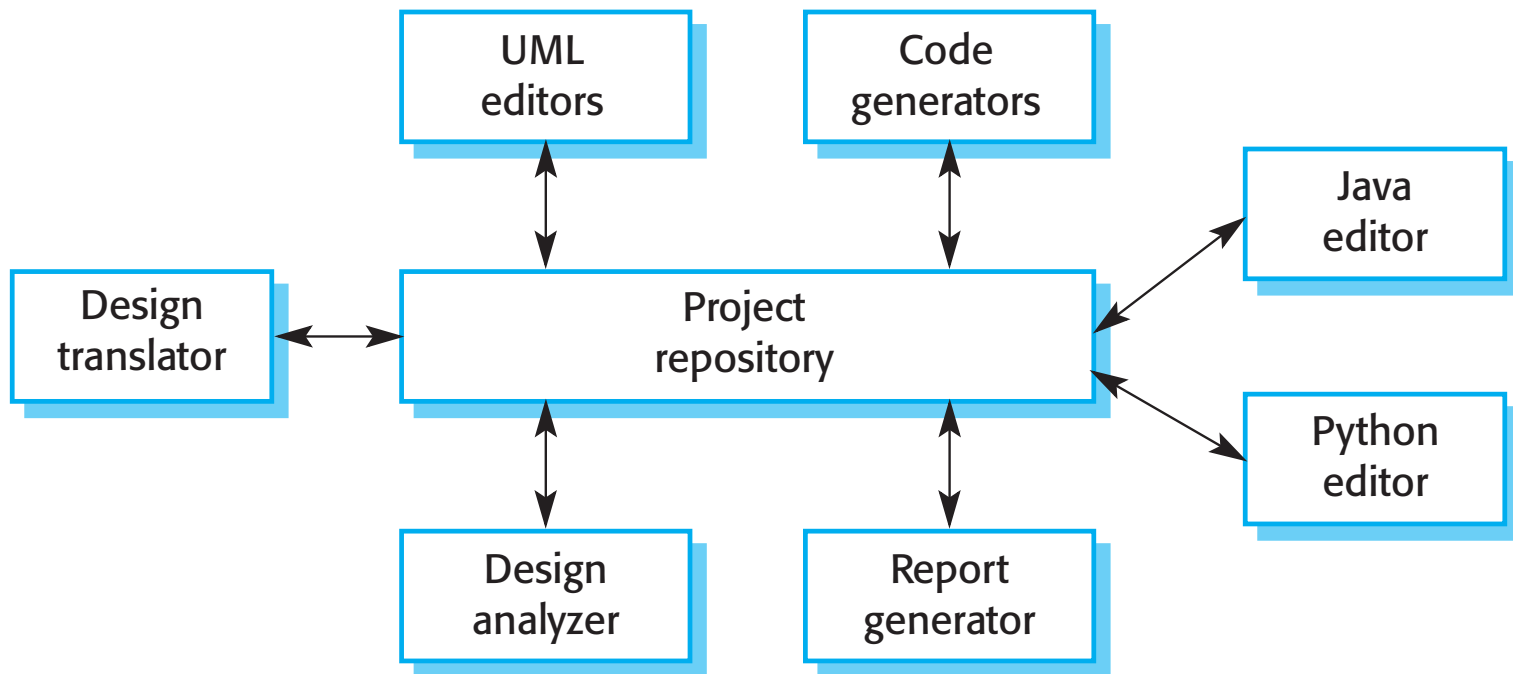 UML
editors
Code
generators
Java
editor
Design
translator
Project
repository
Python
editor
Design
analyzer
Report
generator